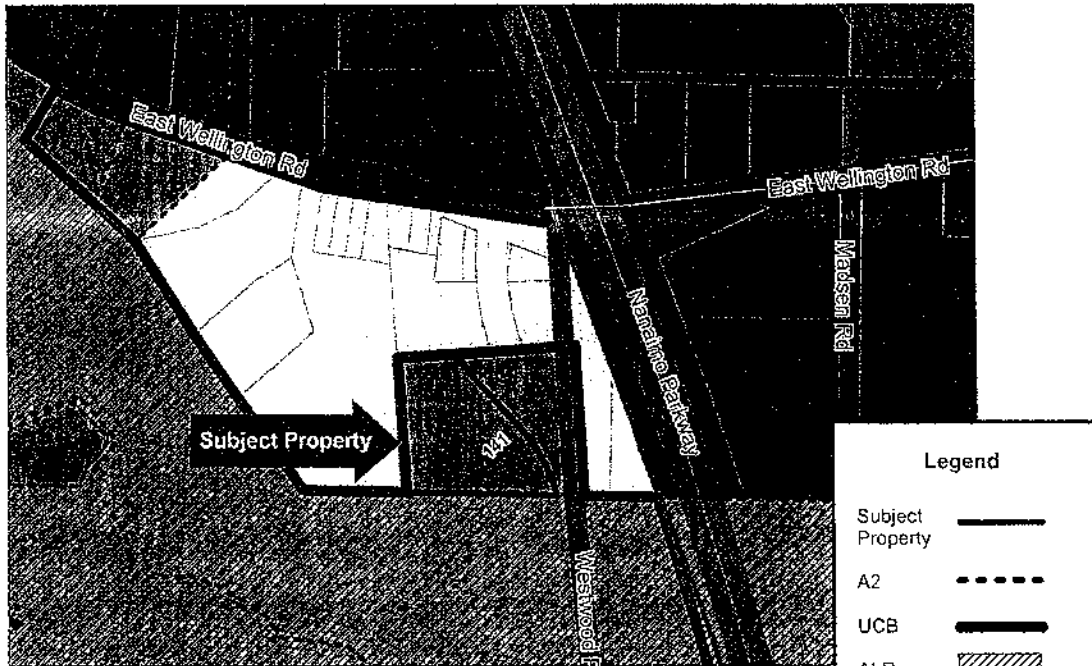 East Wellington Rd
East Wellington Rd
Nanaimo Parkway
Madsen Rd
Subject Property
141
Westwood
Legend
Subject
Property
A2
UCB
ALR